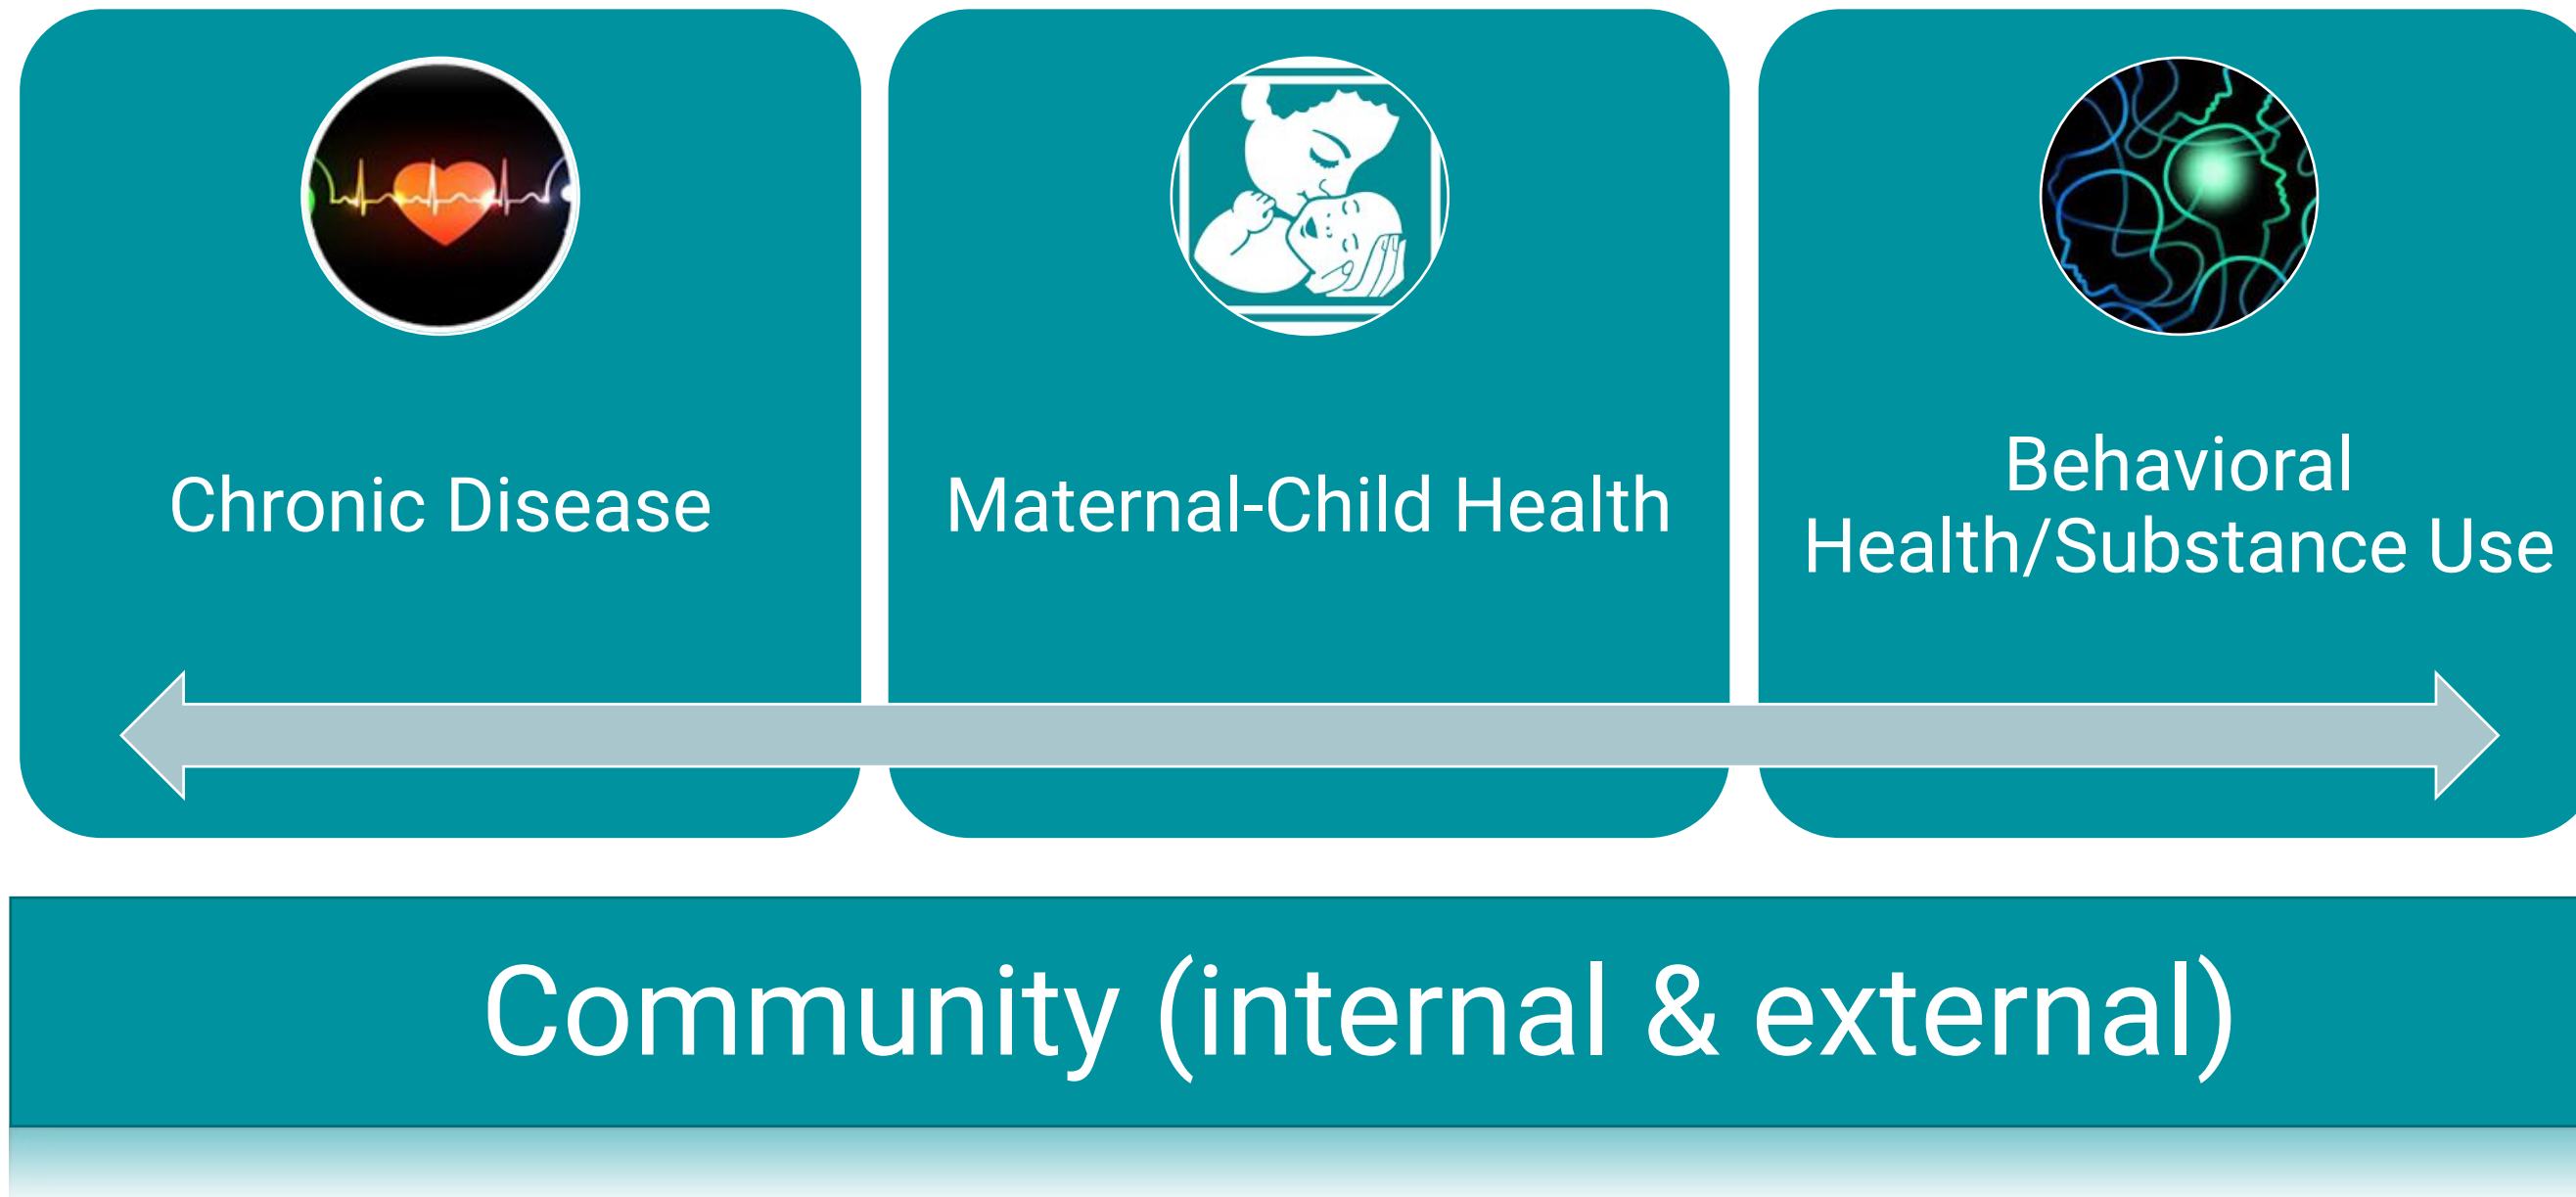 Chronic Disease
Maternal-Child Health
Behavioral
Health/Substance Use
Community (internal & external)